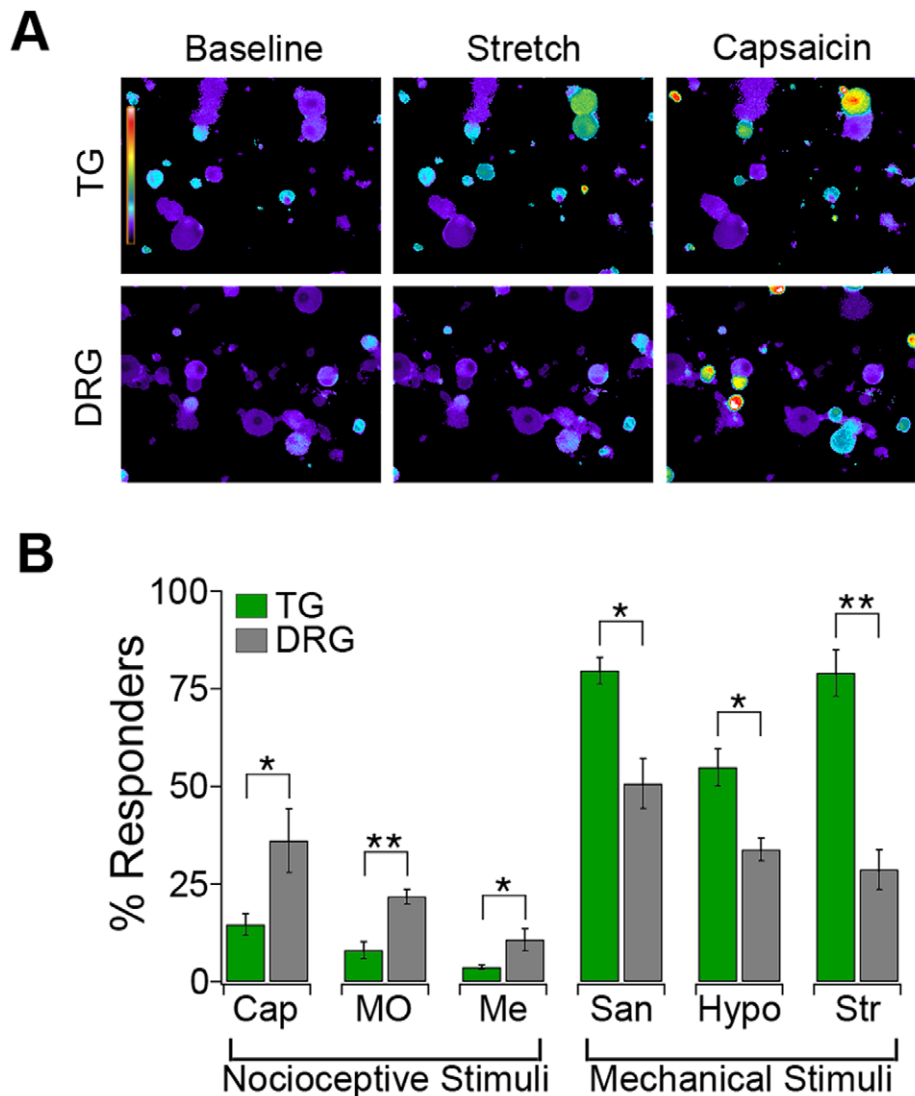 A
Baseline Stretch Capsaicin
TG
DRG
B
% Responders
100
75
50
25
0
TG
DRG
* ** * * * **
Cap MO Me San Hypo Str
Nocioceptive Stimuli Mechanical Stimuli